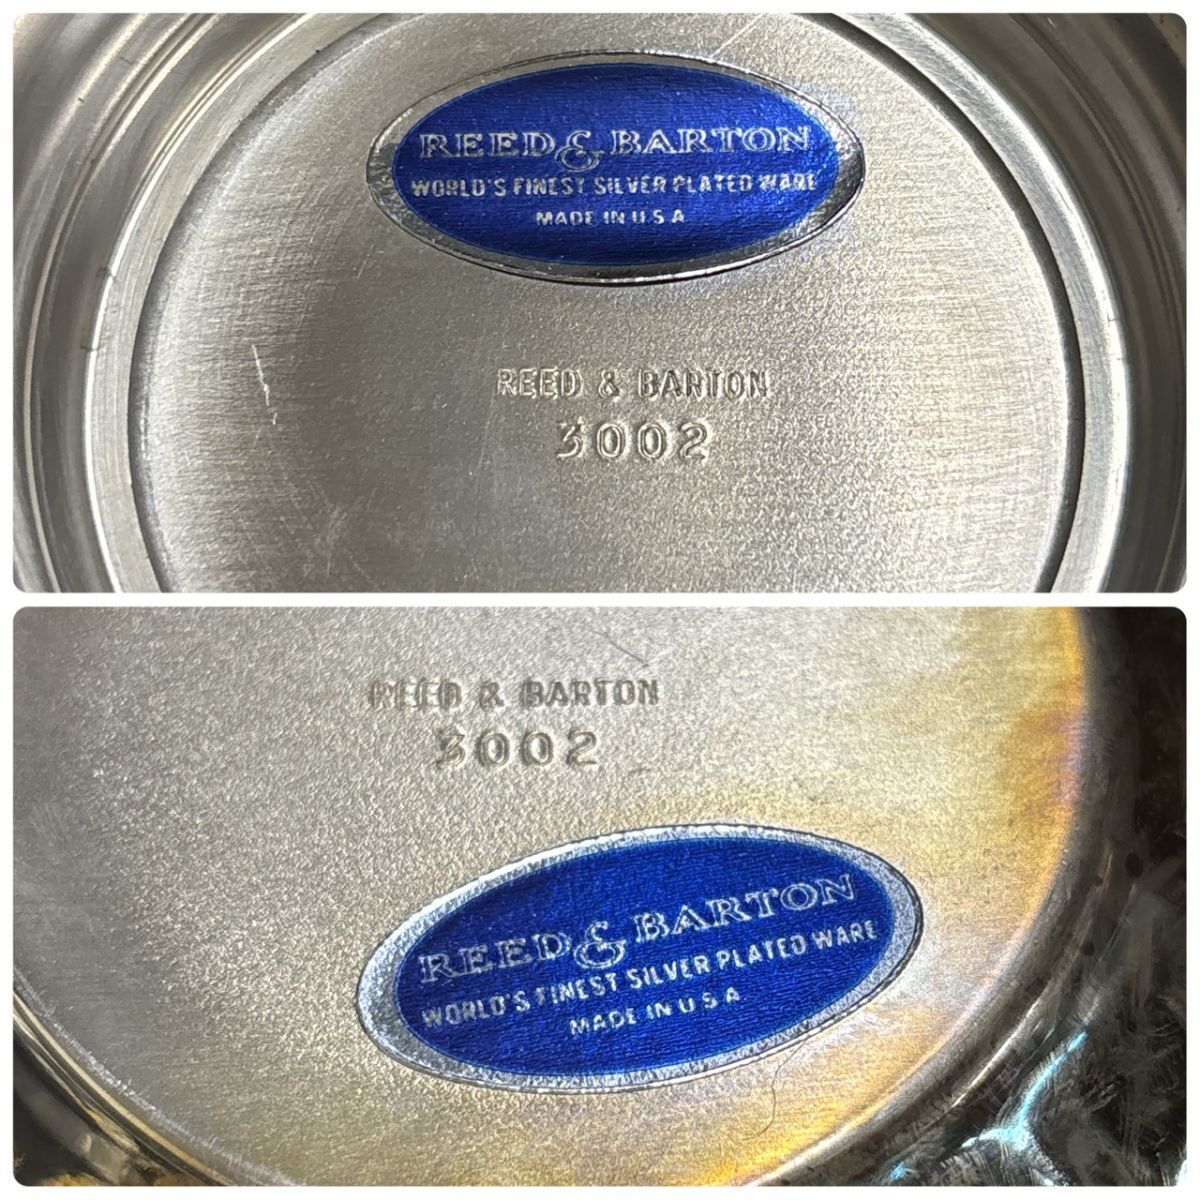 REED & BARTON
WORLD'S FINEST SILVER PLATED WARE
MADE IN U.S.A.
REED & BARTON
3002
REED & BARTON
3002
REED & BARTON
WORLD'S FINEST SILVER PLATED WARE
MADE IN U.S.A.